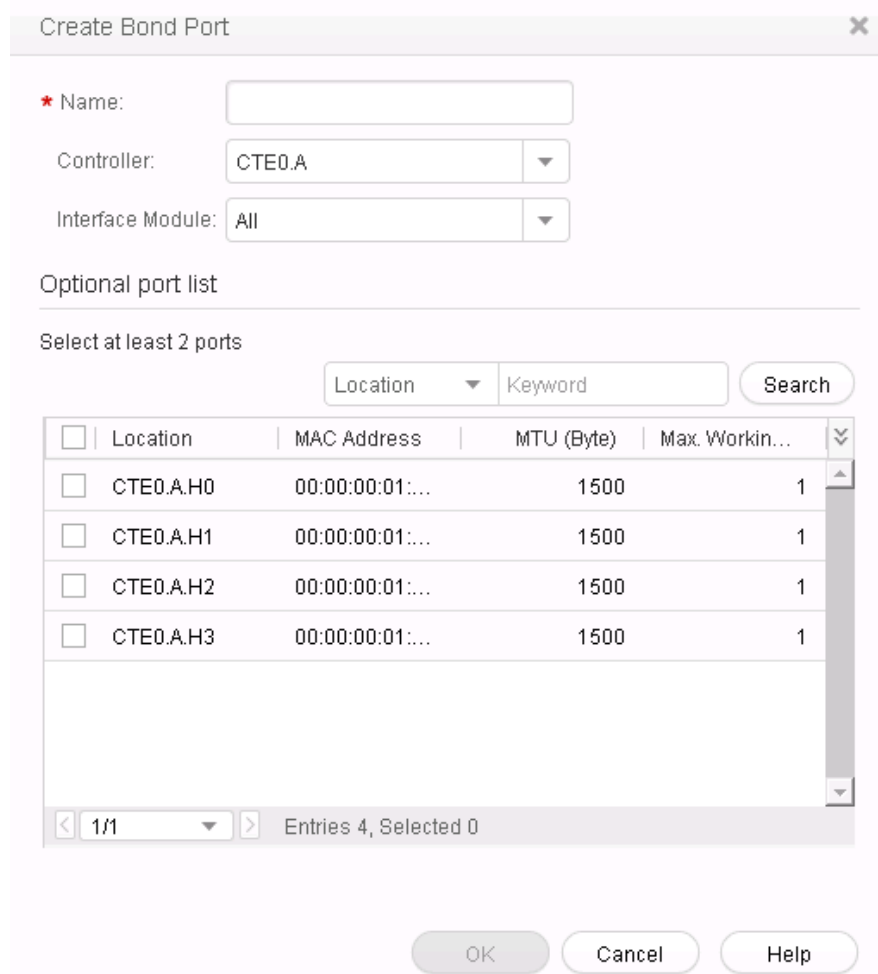 Create Bond Port
* Name:
Controller: CTE0.A
Interface Module: All
Optional port list
Select at least 2 ports
Location Keyword Search
Location MAC Address MTU (Byte) Max. Workin...
CTE0.A.H0 00:00:00:01:... 1500 1
CTE0.A.H1 00:00:00:01:... 1500 1
CTE0.A.H2 00:00:00:01:... 1500 1
CTE0.A.H3 00:00:00:01:... 1500 1
1/1 Entries 4, Selected 0
OK Cancel Help